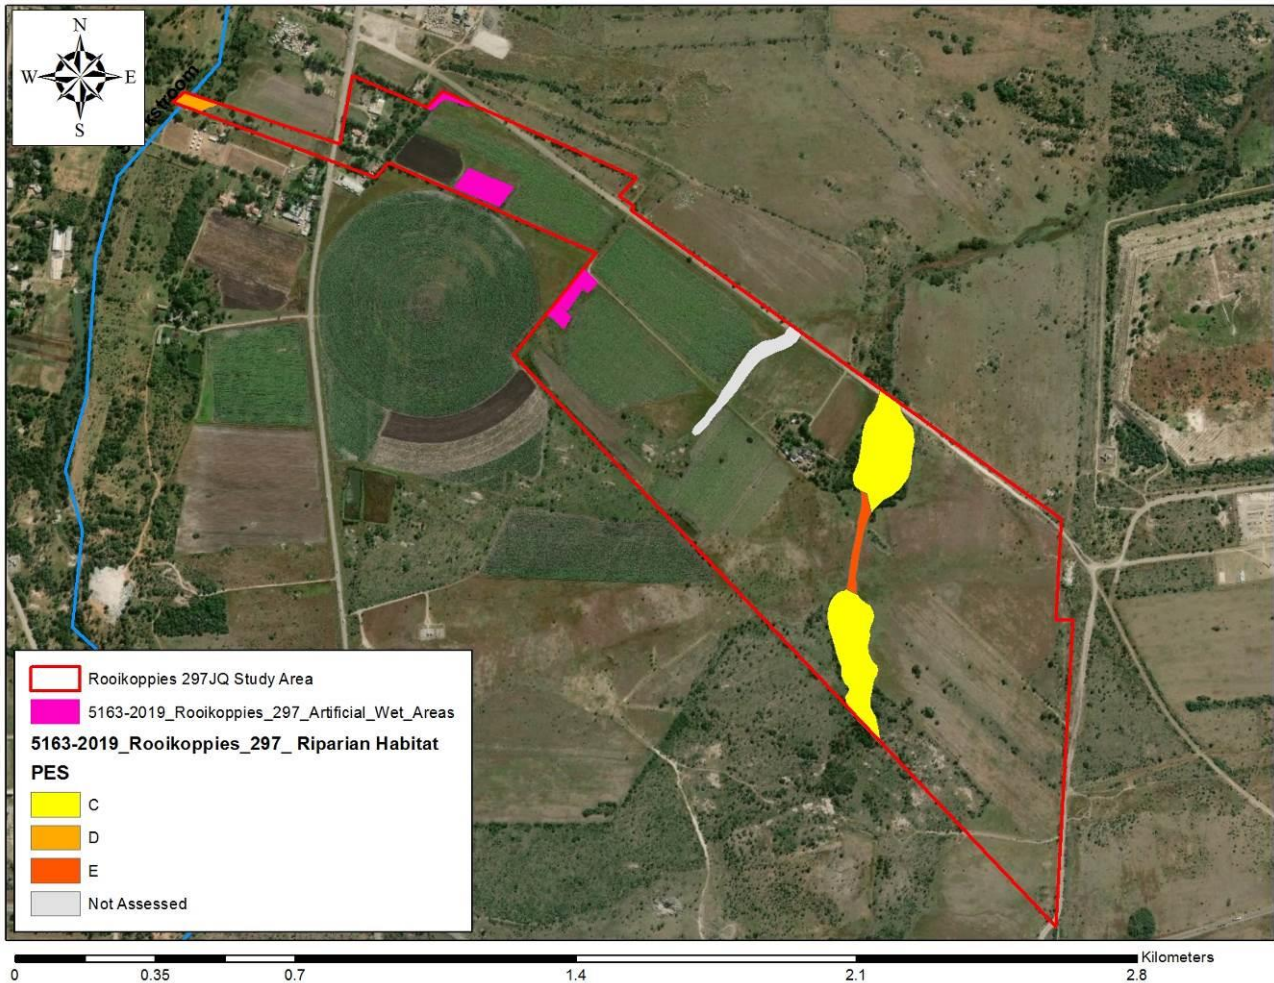 N
W E
S
Rooikoppies 297JQ Study Area
5163-2019_Rooikoppies_297_Artificial_Wet_Areas
5163-2019_Rooikoppies_297_ Riparian Habitat
PES
C
D
E
Not Assessed
Kilometers
0 0.35 0.7 1.4 2.1 2.8